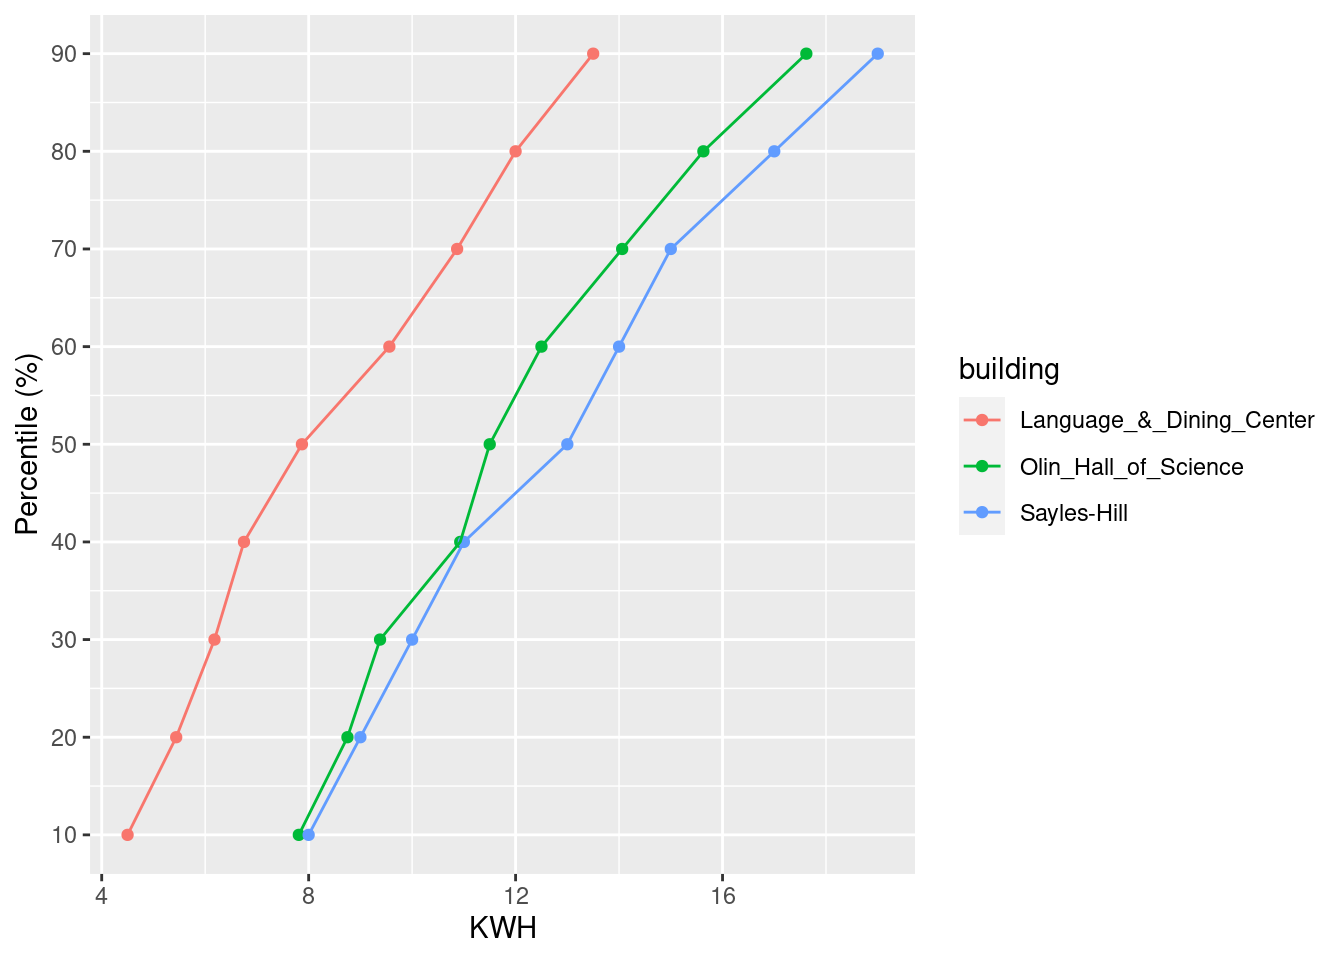 90
80
70
60
50
40
30
20
10
Percentile (%)
4 8 12 16
KWH
building
Language_&_Dining_Center
Olin_Hall_of_Science
Sayles-Hill